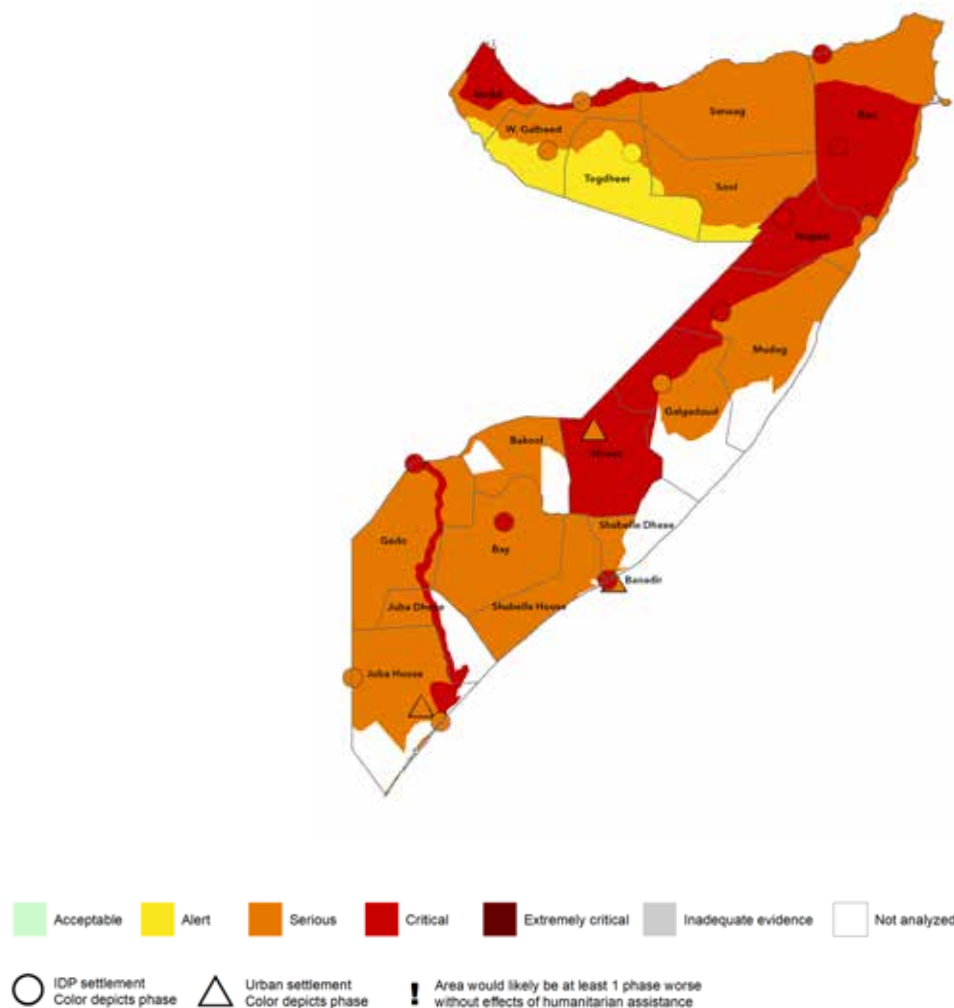 Awdal
Bari
Sanaag
W. Galbeed
Togdheer
Sool
Nugaal
Mudug
Galgaduud
Bakool
Hiraan
Shabelle Dhexe
Gedo
Bay
Banadir
Juba Dhexe
Shabelle Hoose
Juba Hoose
Acceptable
Alert
Serious
Critical
Extremely critical
Inadequate evidence
Not analyzed
IDP settlement
Color depicts phase
Urban settlement
Color depicts phase
! Area would likely be at least 1 phase worse
without effects of humanitarian assistance